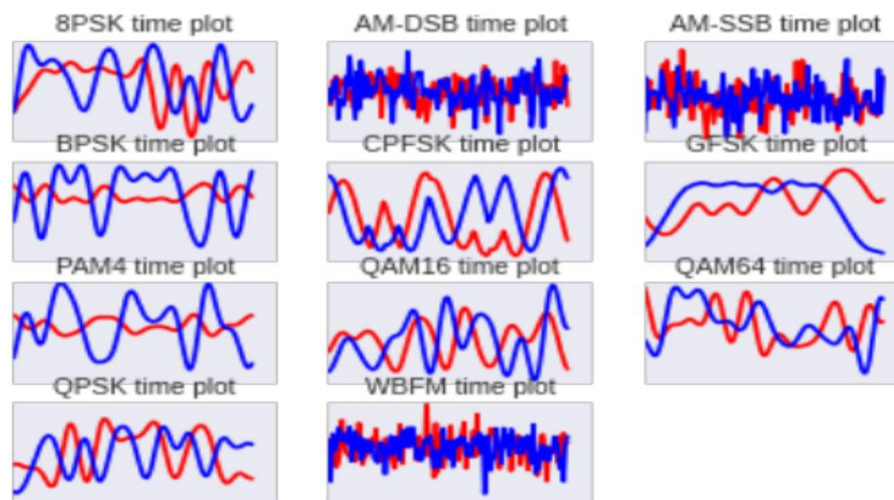 8PSK time plot
AM-DSB time plot
AM-SSB time plot
BPSK time plot
CPFSK time plot
GFSK time plot
PAM4 time plot
QAM16 time plot
QAM64 time plot
QPSK time plot
WBFM time plot